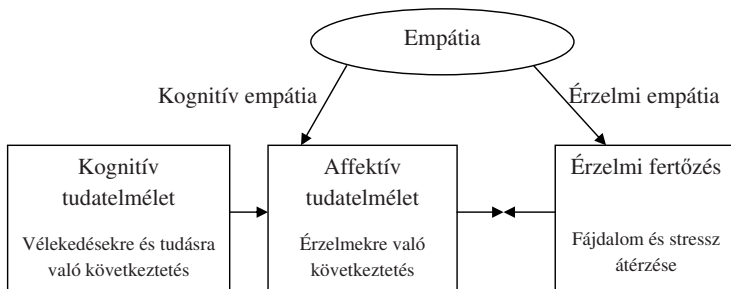 Empátia
Kognitív empátia
Érzelmi empátia
Kognitív
tudatelmélet
Vélekedésekre és tudásra
való következtetés
Affektív
tudatelmélet
Érzelmekre való
következtetés
Érzelmi fertőzés
Fájdalom és stressz
átérzése